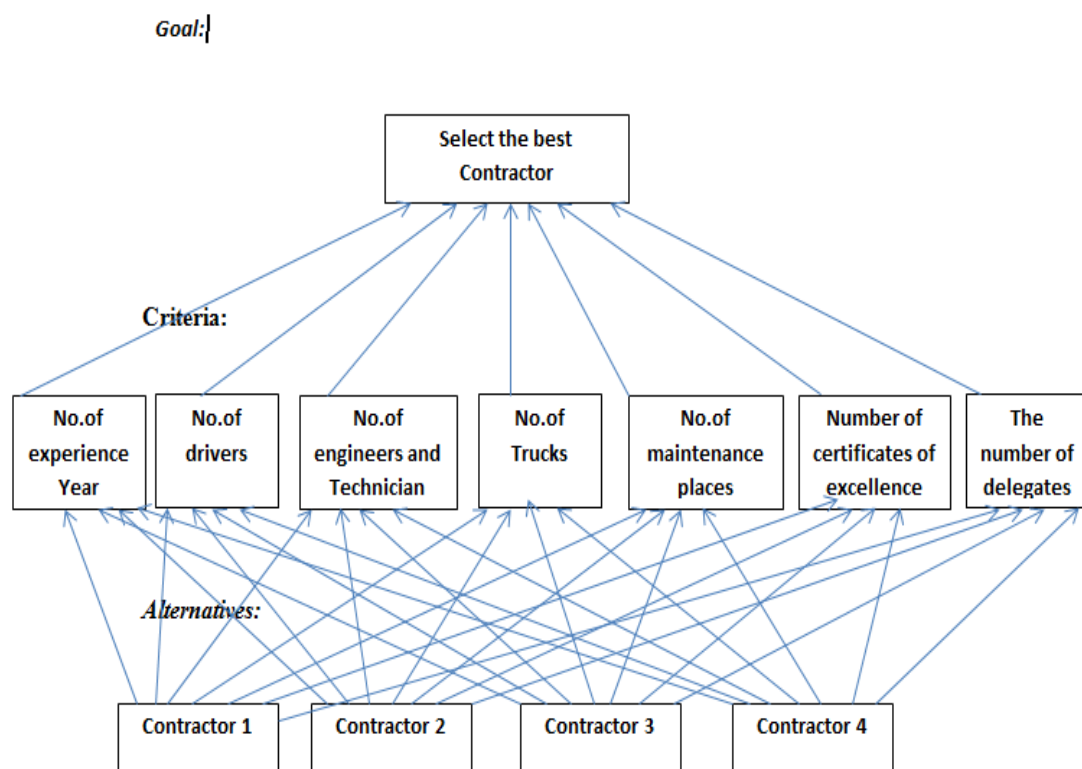 Goal:
Select the best
Contractor
Criteria:
No.of
experience
Year
No.of
drivers
No.of
engineers and
Technician
No.of
Trucks
No.of
maintenance
places
Number of
certificates of
excellence
The
number of
delegates
Alternatives:
Contractor 1
Contractor 2
Contractor 3
Contractor 4